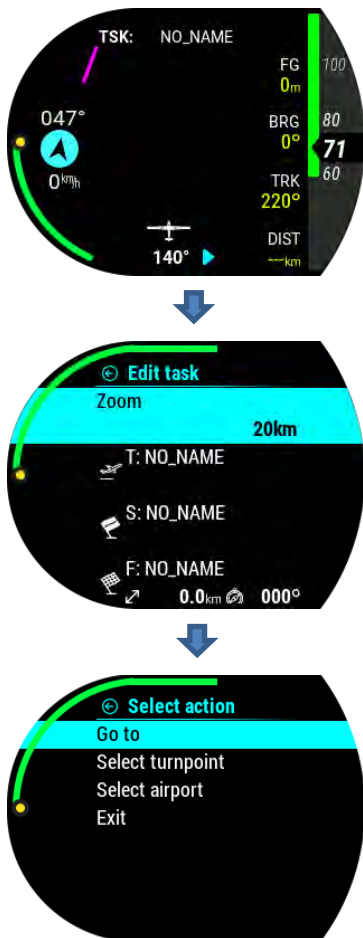 TSK: NO_NAME
FG
0m
100
047°
BRG
0°
80
71
60
0km/h
TRK
220°
DIST
---km
140°
Edit task
Zoom
20km
T: NO_NAME
S: NO_NAME
F: NO_NAME
0.0km 000°
Select action
Go to
Select turnpoint
Select airport
Exit